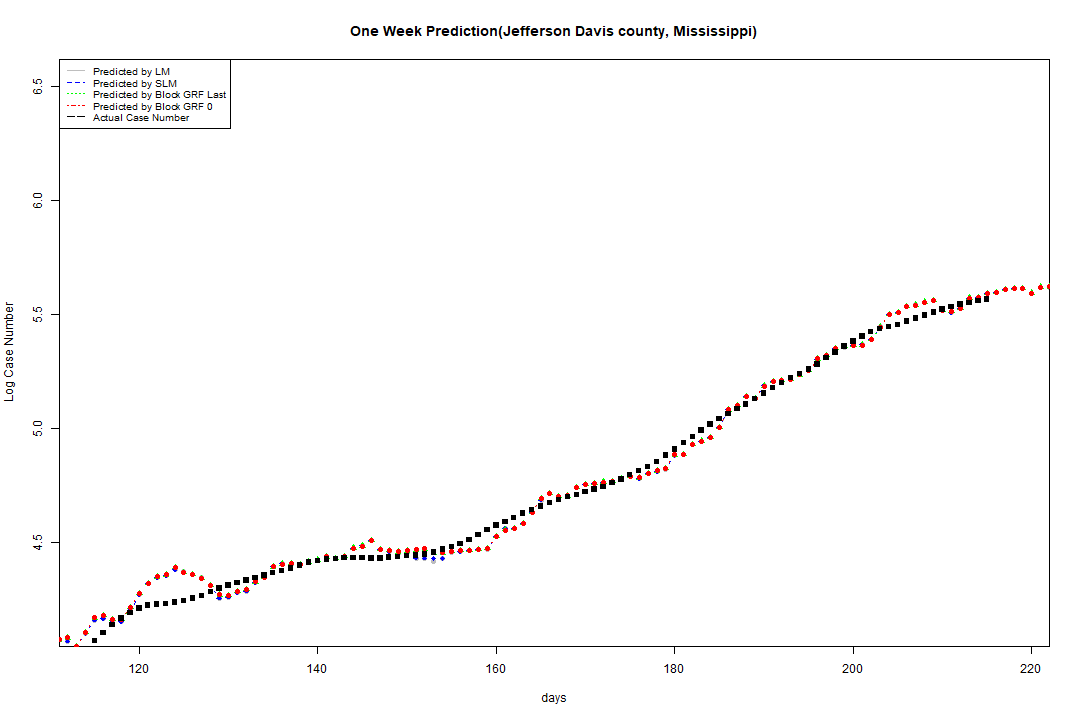 One Week Prediction(Jefferson Davis county, Mississippi)
Predicted by LM
Predicted by SLM
Predicted by Block GRF Last
Predicted by Block GRF 0
Actual Case Number
6.5
6.0
5.5
5.0
4.5
Log Case Number
120 140 160 180 200 220
days